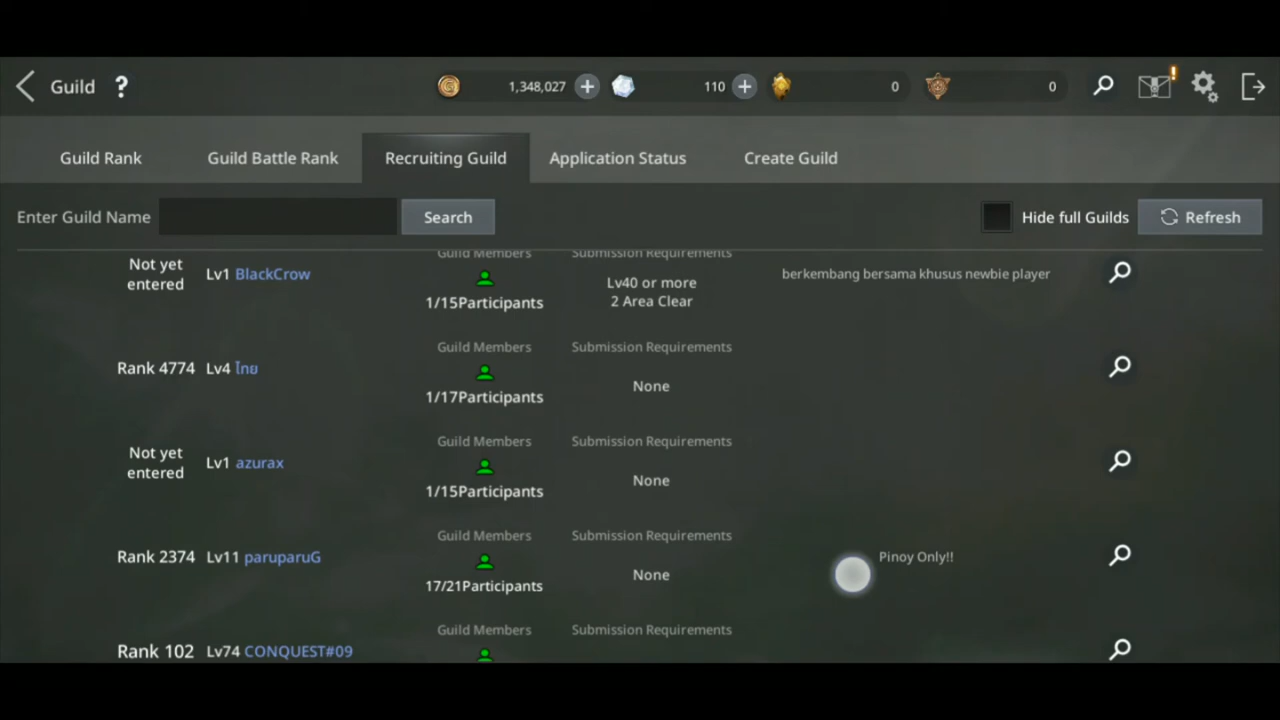 Guild ?
1,348,027
110
0
0
Guild Rank
Guild Battle Rank
Recruiting Guild
Application Status
Create Guild
Enter Guild Name
Search
Hide full Guilds
Refresh
Not yet
entered
Lv1 BlackCrow
Guild Members
1/15Participants
Submission Requirements
Lv40 or more
2 Area Clear
berkembang bersama khusus newbie player
Rank 4774
Lv4 ไทย
Guild Members
1/17Participants
Submission Requirements
None
Not yet
entered
Lv1 azurax
Guild Members
1/15Participants
Submission Requirements
None
Rank 2374
Lv11 paruparuG
Guild Members
17/21Participants
Submission Requirements
None
Pinoy Only!!
Rank 102
Lv74 CONQUEST#09
Guild Members
Submission Requirements